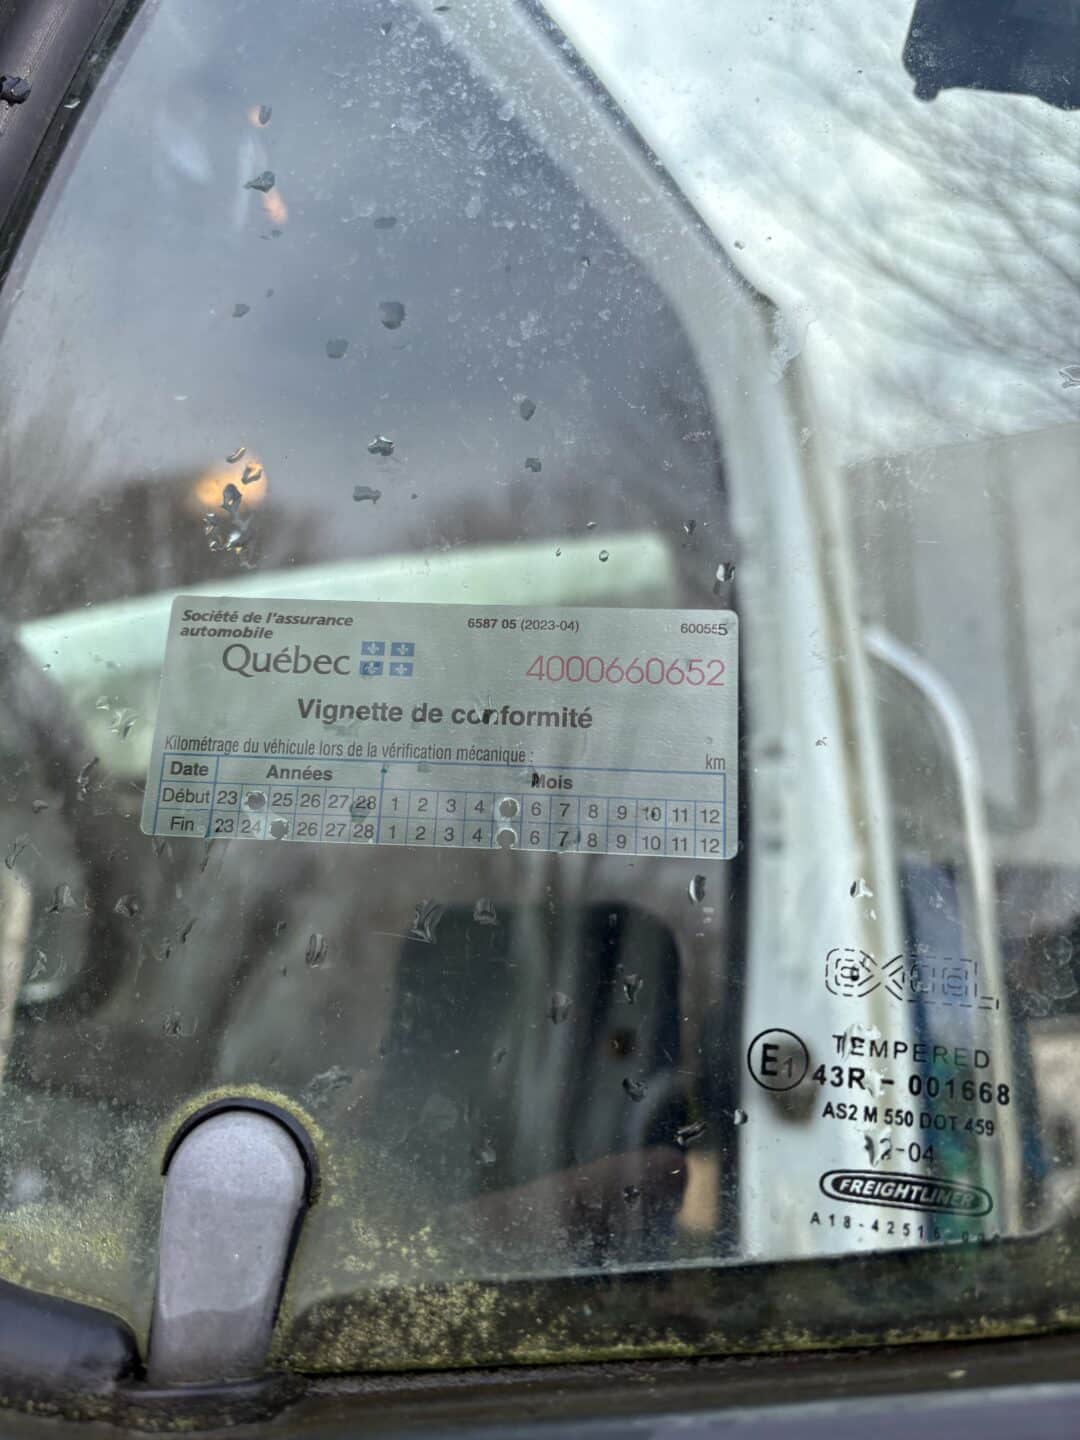 Société de l'assurance
automobile
6587 05 (2023-04)
600555
Québec
4000660652
Vignette de conformité
Kilométrage du véhicule lors de la vérification mécanique :
km
Date Années Mois
Début 23 25 26 27 28 1 2 3 4 6 7 8 9 10 11 12
Fin 23 24 26 27 28 1 2 3 4 6 7 8 9 10 11 12
EXCEL
TEMPERED
E1 43R - 001668
AS2 M 550 DOT 459
12-04
FREIGHTLINER